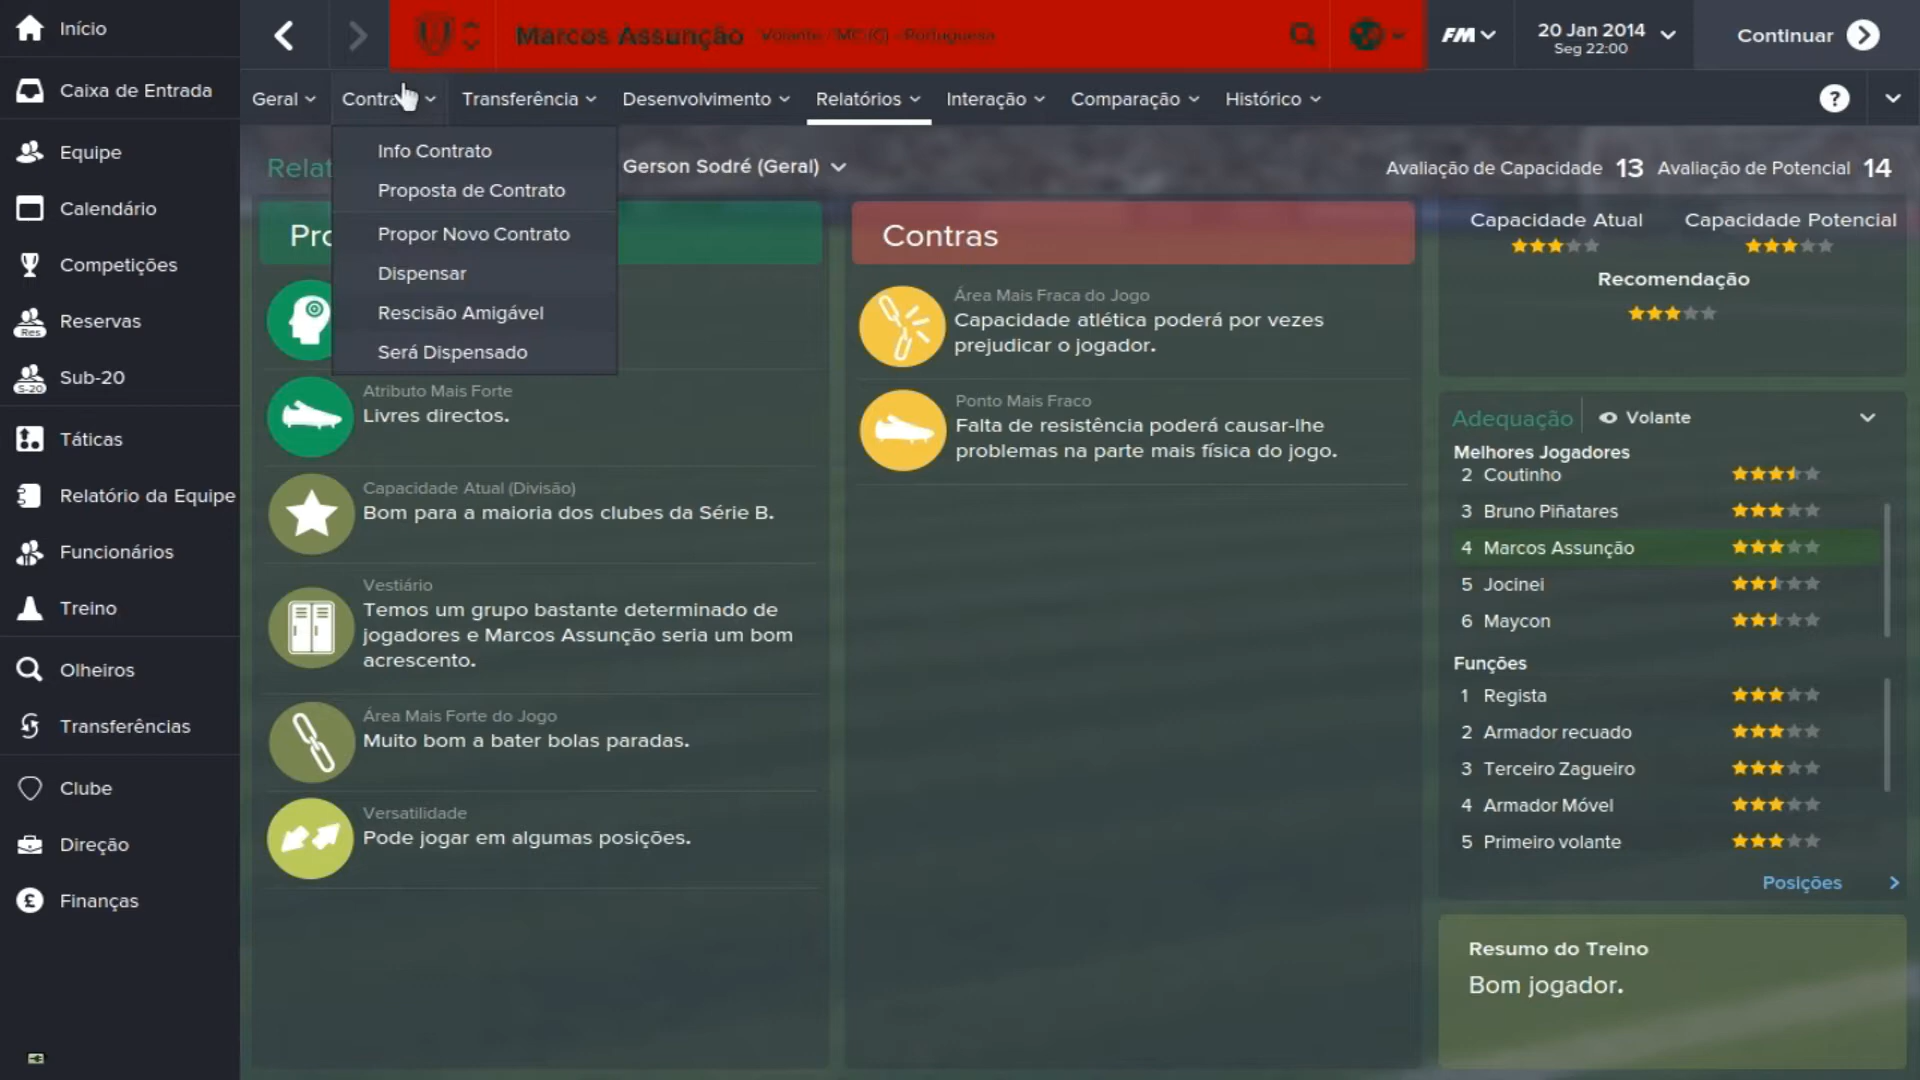 Início
Caixa de Entrada
Equipe
Calendário
Competições
Reservas
Res
Sub-20
S-20
Táticas
Relatório da Equipe
Funcionários
Treino
Olheiros
Transferências
Clube
Direção
Finanças
Marcos Assunção
Volante / MC (C) - Portuguesa
FM
20 Jan 2014
Seg 22:00
Continuar
Geral
Contra
Transferência
Desenvolvimento
Relatórios
Interação
Comparação
Histórico
?
Info Contrato
Proposta de Contrato
Propor Novo Contrato
Dispensar
Rescisão Amigável
Será Dispensado
Relat
Gerson Sodré (Geral)
Avaliação de Capacidade 13 Avaliação de Potencial 14
Pro
Atributo Mais Forte
Livres directos.
Capacidade Atual (Divisão)
Bom para a maioria dos clubes da Série B.
Vestiário
Temos um grupo bastante determinado de
jogadores e Marcos Assunção seria um bom
acrescento.
Área Mais Forte do Jogo
Muito bom a bater bolas paradas.
Versatilidade
Pode jogar em algumas posições.
Contras
Área Mais Fraca do Jogo
Capacidade atlética poderá por vezes
prejudicar o jogador.
Ponto Mais Fraco
Falta de resistência poderá causar-lhe
problemas na parte mais física do jogo.
Capacidade Atual
Capacidade Potencial
Recomendação
Adequação
Volante
Melhores Jogadores
2 Coutinho
3 Bruno Piñatares
4 Marcos Assunção
5 Jocinei
6 Maycon
Funções
1 Regista
2 Armador recuado
3 Terceiro Zagueiro
4 Armador Móvel
5 Primeiro volante
Posições
Resumo do Treino
Bom jogador.